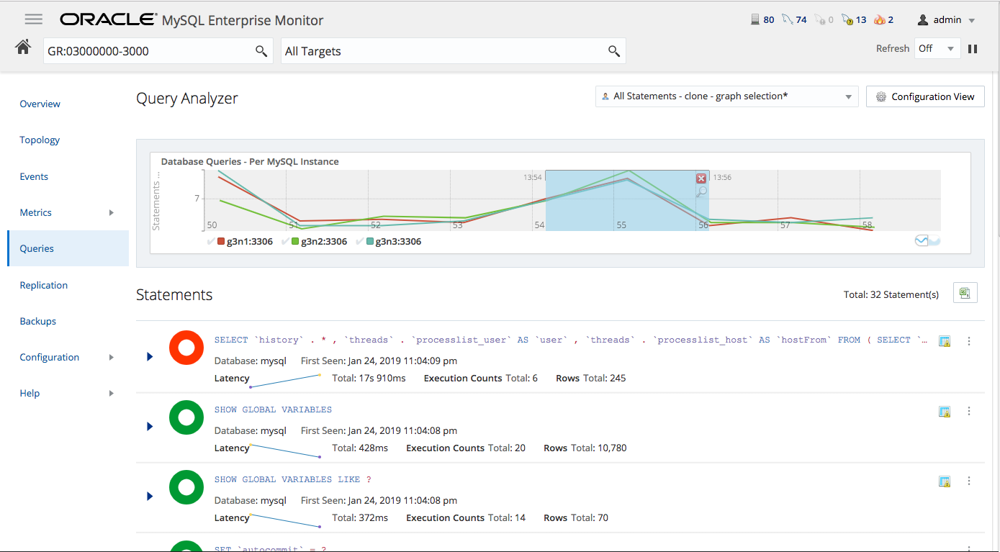 ORACLE® MySQL Enterprise Monitor
80 74 0 13 2 admin
GR:03000000-3000
All Targets
Refresh Off
Overview
Topology
Events
Metrics
Queries
Replication
Backups
Configuration
Help
Query Analyzer
All Statements - clone - graph selection*
Configuration View
Database Queries - Per MySQL Instance
Statements ...
7
13:54
13:56
50 51 52 53 54 55 56 57 58
g3n1:3306 g3n2:3306 g3n3:3306
Statements
Total: 32 Statement(s)
SELECT `history` . * , `threads` . `processlist_user` AS `user` , `threads` . `processlist_host` AS `hostFrom` FROM ( SELECT `...
Database: mysql First Seen: Jan 24, 2019 11:04:09 pm
Latency Total: 17s 910ms Execution Counts Total: 6 Rows Total: 245
SHOW GLOBAL VARIABLES
Database: mysql First Seen: Jan 24, 2019 11:04:08 pm
Latency Total: 428ms Execution Counts Total: 20 Rows Total: 10,780
SHOW GLOBAL VARIABLES LIKE ?
Database: mysql First Seen: Jan 24, 2019 11:04:08 pm
Latency Total: 372ms Execution Counts Total: 14 Rows Total: 70
SET `autocommit` = ?